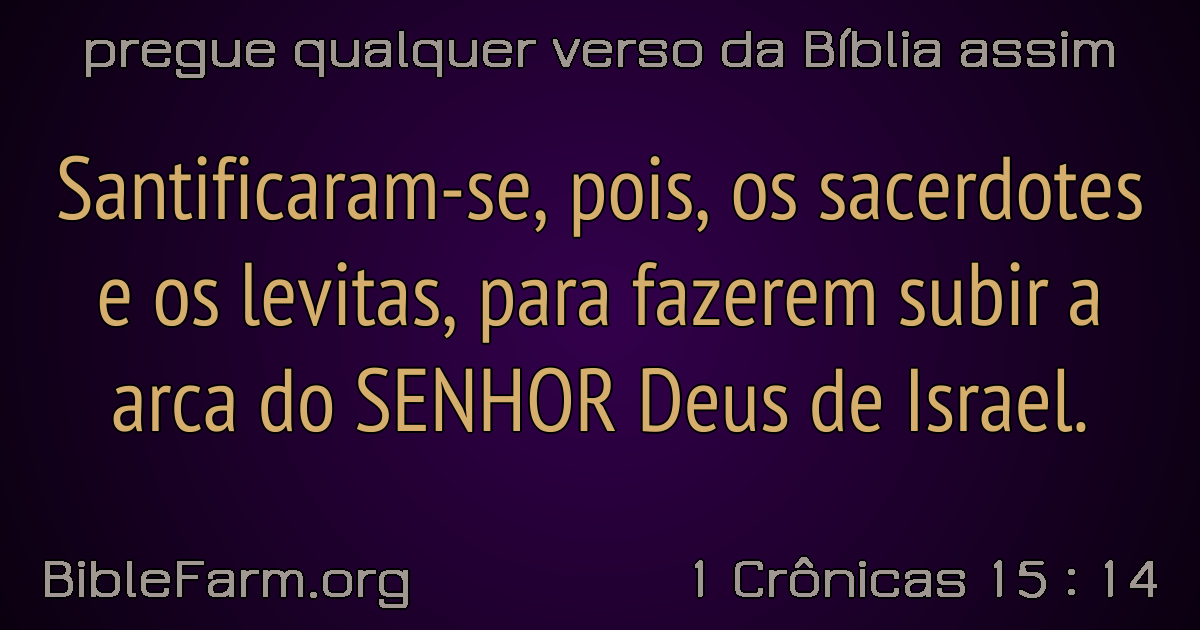 pregue qualquer verso da Bíblia assim
Santificaram-se, pois, os sacerdotes
e os levitas, para fazerem subir a
arca do SENHOR Deus de Israel.
BibleFarm.org
1 Crônicas 15 : 14